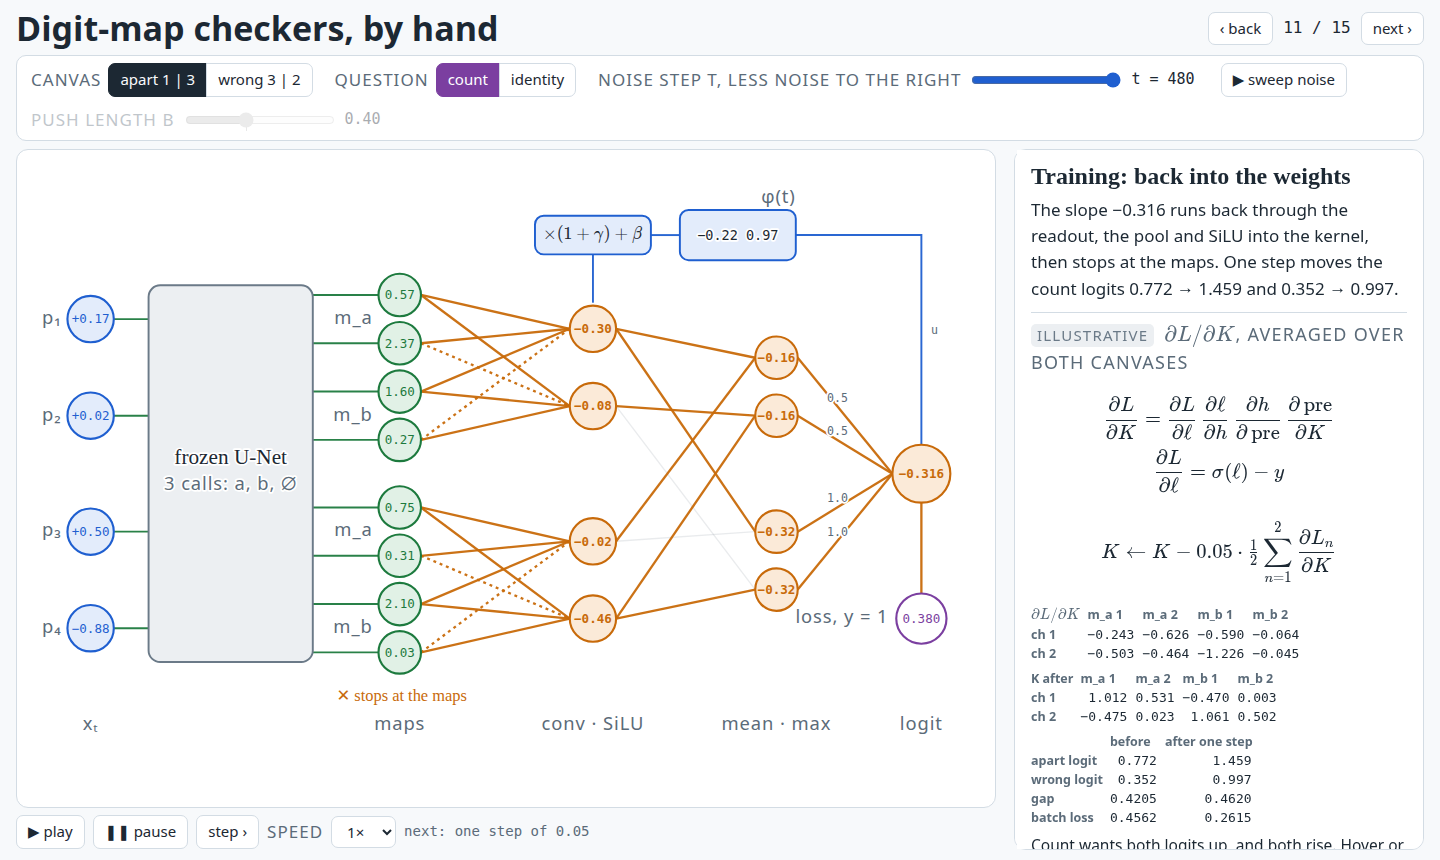 Digit-map checkers, by hand
‹ back
11 / 15
next ›
CANVAS apart 1 | 3 wrong 3 | 2 QUESTION count identity NOISE STEP T, LESS NOISE TO THE RIGHT t = 480 ▶ sweep noise
PUSH LENGTH B 0.40
φ(t)
×(1 + γ) + β
−0.22 0.97
p₁ +0.17
p₂ +0.02
p₃ +0.50
p₄ −0.88
frozen U-Net
3 calls: a, b, ∅
m_a
m_b
m_a
m_b
0.57
2.37
1.60
0.27
0.75
0.31
2.10
0.03
−0.30
−0.08
−0.02
−0.46
−0.16
−0.16
−0.32
−0.32
0.5
0.5
1.0
1.0
u
−0.316
loss, y = 1 0.380
✕ stops at the maps
xₜ maps conv · SiLU mean · max logit
▶ play ❚❚ pause step › SPEED 1× next: one step of 0.05
Training: back into the weights
The slope −0.316 runs back through the
readout, the pool and SiLU into the kernel,
then stops at the maps. One step moves the
count logits 0.772 → 1.459 and 0.352 → 0.997.
ILLUSTRATIVE ∂L/∂K, AVERAGED OVER
BOTH CANVASES
∂L/∂K = ∂L/∂ℓ ∂ℓ/∂h ∂h/∂ pre ∂ pre/∂K
∂L/∂ℓ = σ(ℓ) − y
K ← K − 0.05 · ½ ∑_{n=1}^{2} ∂Lₙ/∂K
∂L/∂K m_a 1 m_a 2 m_b 1 m_b 2
ch 1 −0.243 −0.626 −0.590 −0.064
ch 2 −0.503 −0.464 −1.226 −0.045
K after m_a 1 m_a 2 m_b 1 m_b 2
ch 1 1.012 0.531 −0.470 0.003
ch 2 −0.475 0.023 1.061 0.502
before after one step
apart logit 0.772 1.459
wrong logit 0.352 0.997
gap 0.4205 0.4620
batch loss 0.4562 0.2615
Count wants both logits up, and both rise. Hover or